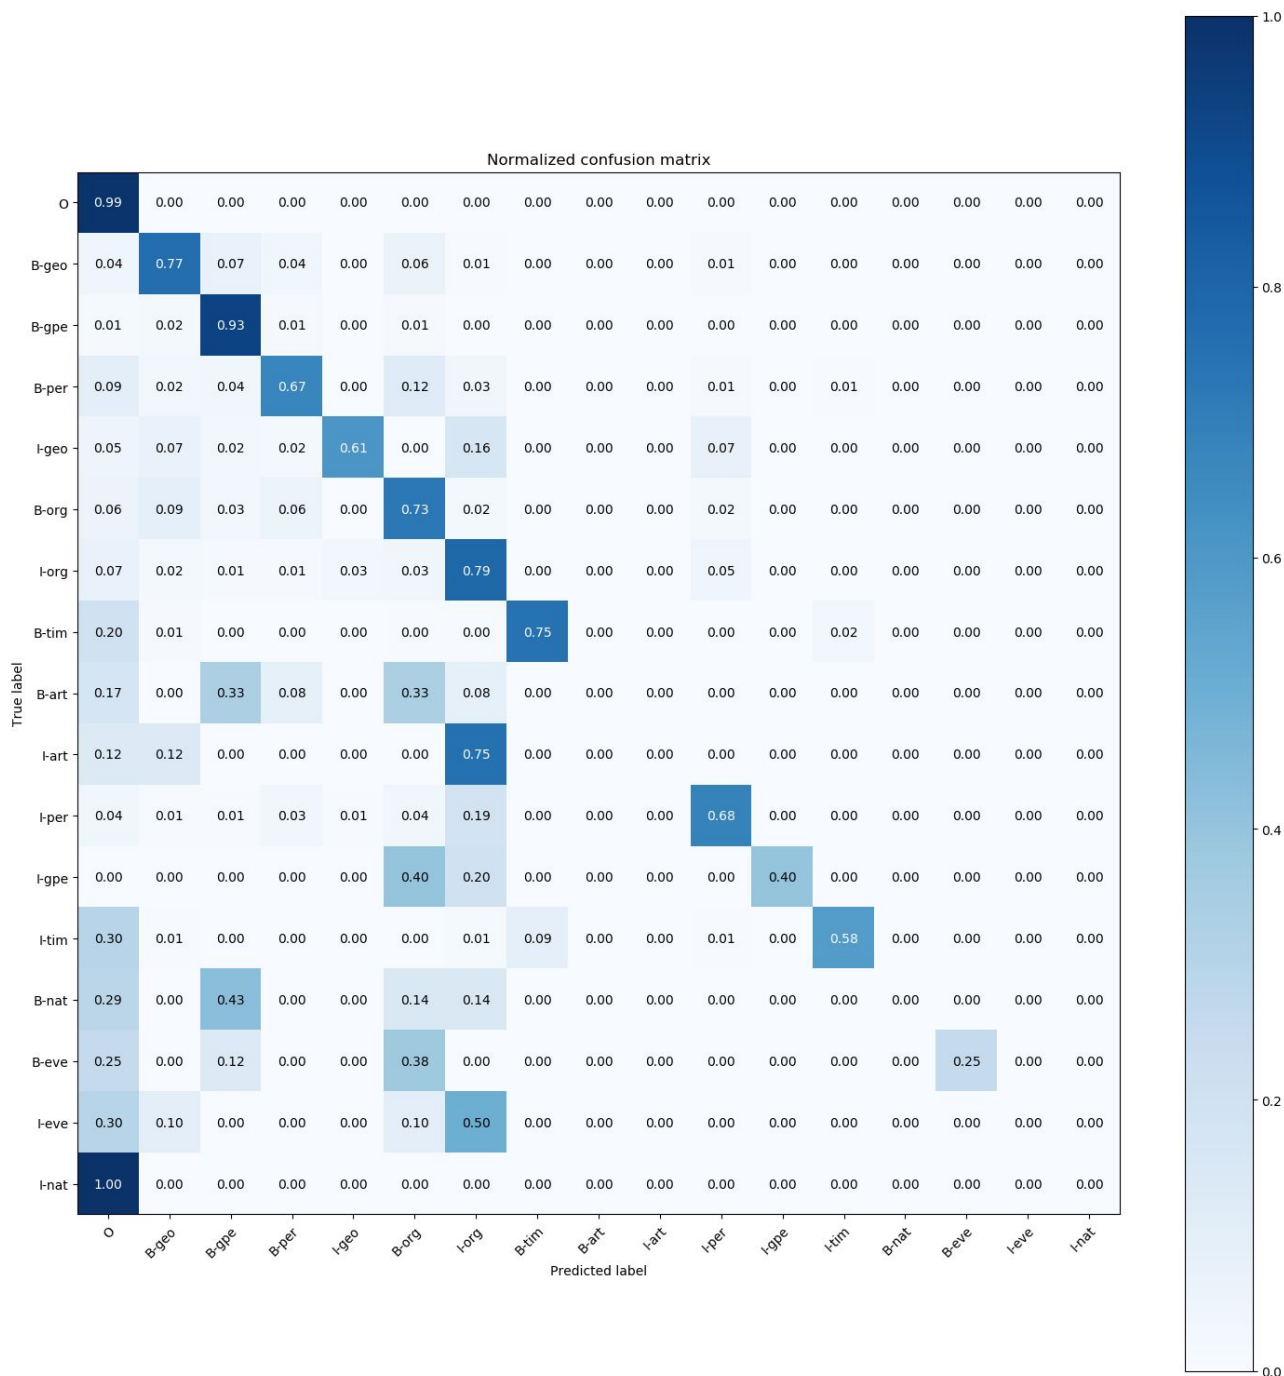 Normalized confusion matrix
1.0
0.8
0.6
0.4
0.2
0.0
True label
O 0.99 0.00 0.00 0.00 0.00 0.00 0.00 0.00 0.00 0.00 0.00 0.00 0.00 0.00 0.00 0.00 0.00
B-geo 0.04 0.77 0.07 0.04 0.00 0.06 0.01 0.00 0.00 0.00 0.01 0.00 0.00 0.00 0.00 0.00 0.00
B-gpe 0.01 0.02 0.93 0.01 0.00 0.01 0.00 0.00 0.00 0.00 0.00 0.00 0.00 0.00 0.00 0.00 0.00
B-per 0.09 0.02 0.04 0.67 0.00 0.12 0.03 0.00 0.00 0.00 0.01 0.00 0.01 0.00 0.00 0.00 0.00
I-geo 0.05 0.07 0.02 0.02 0.61 0.00 0.16 0.00 0.00 0.00 0.07 0.00 0.00 0.00 0.00 0.00 0.00
B-org 0.06 0.09 0.03 0.06 0.00 0.73 0.02 0.00 0.00 0.00 0.02 0.00 0.00 0.00 0.00 0.00 0.00
I-org 0.07 0.02 0.01 0.01 0.03 0.03 0.79 0.00 0.00 0.00 0.05 0.00 0.00 0.00 0.00 0.00 0.00
B-tim 0.20 0.01 0.00 0.00 0.00 0.00 0.00 0.75 0.00 0.00 0.00 0.00 0.02 0.00 0.00 0.00 0.00
B-art 0.17 0.00 0.33 0.08 0.00 0.33 0.08 0.00 0.00 0.00 0.00 0.00 0.00 0.00 0.00 0.00 0.00
I-art 0.12 0.12 0.00 0.00 0.00 0.00 0.75 0.00 0.00 0.00 0.00 0.00 0.00 0.00 0.00 0.00 0.00
I-per 0.04 0.01 0.01 0.03 0.01 0.04 0.19 0.00 0.00 0.00 0.68 0.00 0.00 0.00 0.00 0.00 0.00
I-gpe 0.00 0.00 0.00 0.00 0.00 0.40 0.20 0.00 0.00 0.00 0.00 0.40 0.00 0.00 0.00 0.00 0.00
I-tim 0.30 0.01 0.00 0.00 0.00 0.00 0.01 0.09 0.00 0.00 0.01 0.00 0.58 0.00 0.00 0.00 0.00
B-nat 0.29 0.00 0.43 0.00 0.00 0.14 0.14 0.00 0.00 0.00 0.00 0.00 0.00 0.00 0.00 0.00 0.00
B-eve 0.25 0.00 0.12 0.00 0.00 0.38 0.00 0.00 0.00 0.00 0.00 0.00 0.00 0.00 0.25 0.00 0.00
I-eve 0.30 0.10 0.00 0.00 0.00 0.10 0.50 0.00 0.00 0.00 0.00 0.00 0.00 0.00 0.00 0.00 0.00
I-nat 1.00 0.00 0.00 0.00 0.00 0.00 0.00 0.00 0.00 0.00 0.00 0.00 0.00 0.00 0.00 0.00 0.00
O B-geo B-gpe B-per I-geo B-org I-org B-tim B-art I-art I-per I-gpe I-tim B-nat B-eve I-eve I-nat
Predicted label